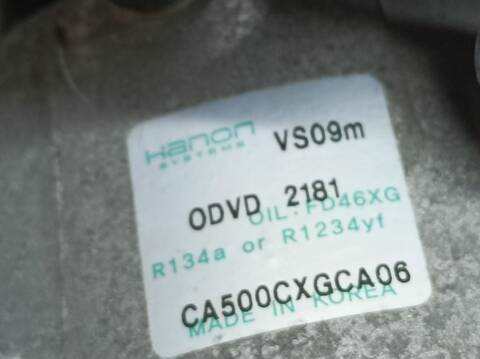 Hanon VS09m
SYSTEMS
ODVD 2181
OIL:FD46XG
R134a or R1234yf
CA500CXGCA06
MADE IN KOREA